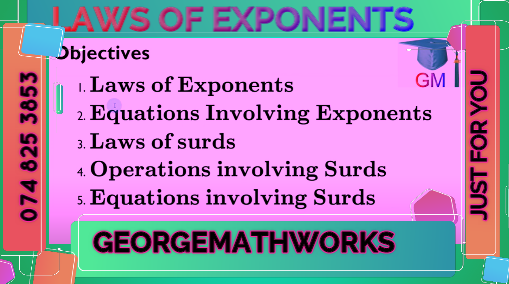 LAWS OF EXPONENTS
Objectives
1. Laws of Exponents
2. Equations Involving Exponents
3. Laws of surds
4. Operations involving Surds
5. Equations involving Surds
GEORGEMATHWORKS
074 825 3853
GM
JUST FOR YOU